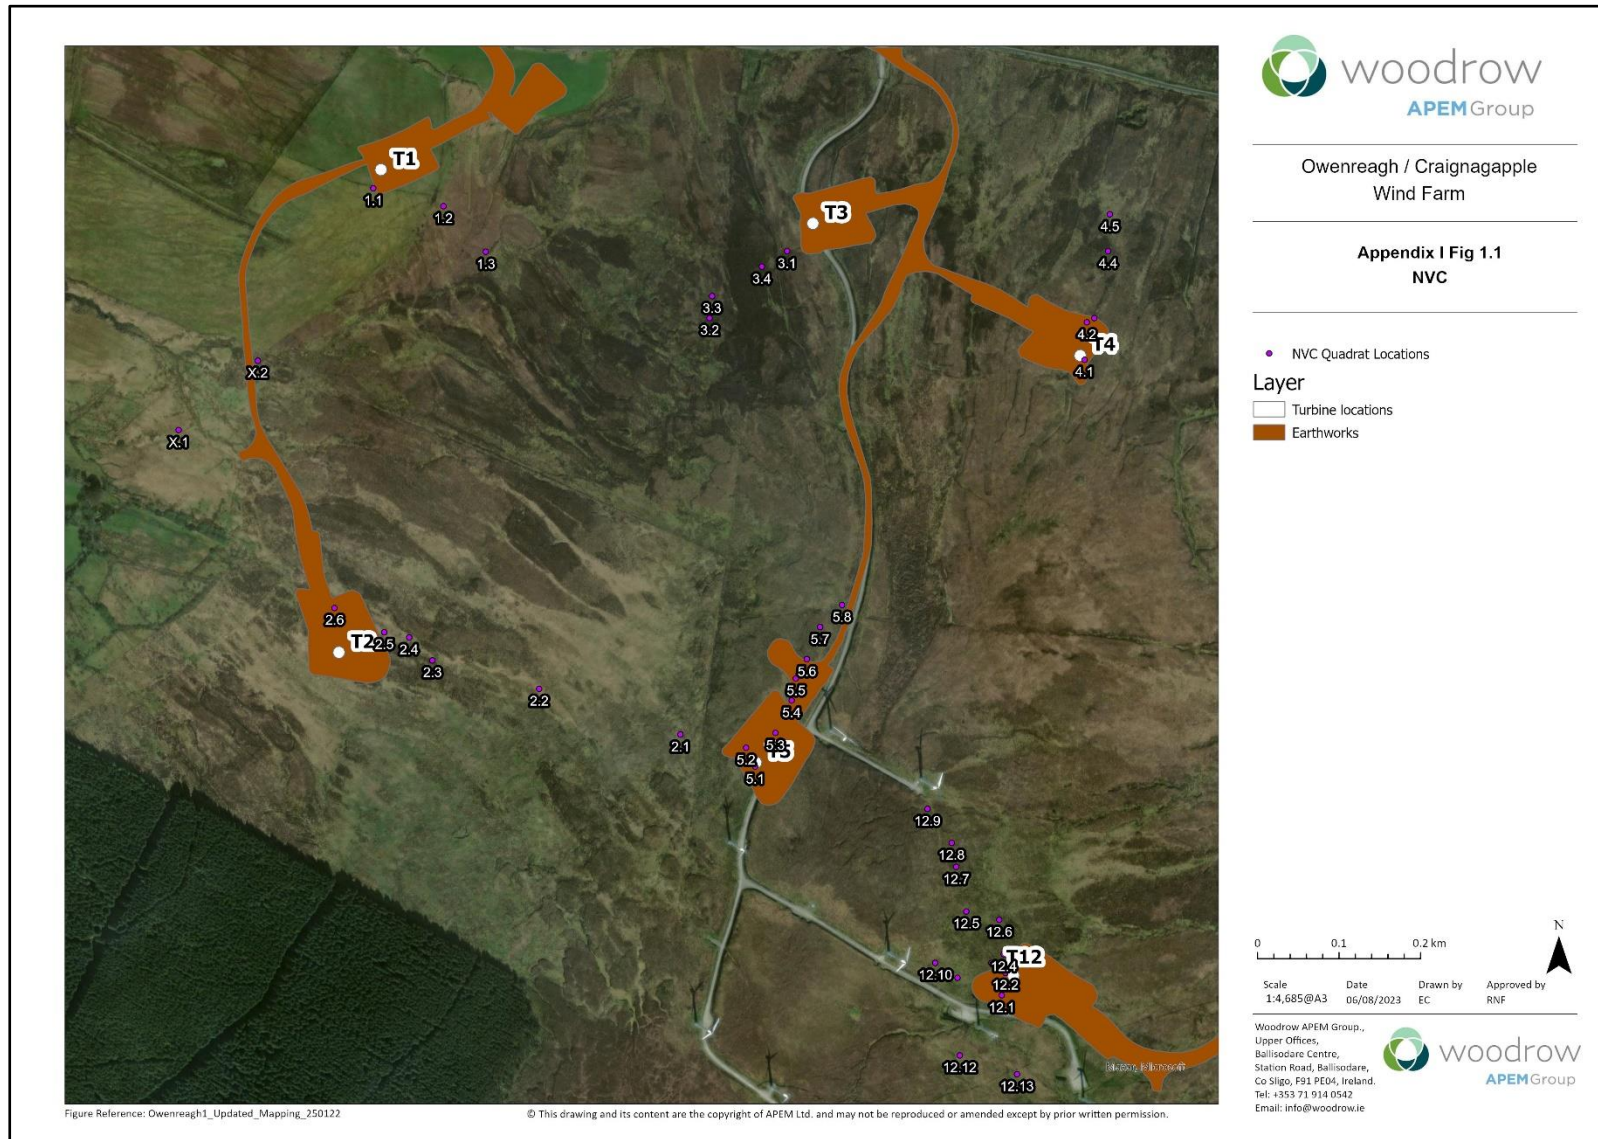 woodrow
APEM Group
Owenreagh / Craignagapple
Wind Farm
Appendix I Fig 1.1
NVC
NVC Quadrat Locations
Layer
Turbine locations
Earthworks
T1
1.1
1.2
1.3
T3
3.1
3.4
3.3
3.2
4.5
4.4
4.2
T4
4.1
X.2
X.1
2.6
T2
2.5
2.4
2.3
2.2
2.1
5.8
5.7
5.6
5.5
5.4
5.3
T5
5.2
5.1
12.9
12.8
12.7
12.5
12.6
T12
12.4
12.10
12.2
12.1
12.12
12.13
N
0 0.1 0.2 km
Scale Date Drawn by Approved by
1:4,685@A3 06/08/2023 EC RNF
Woodrow APEM Group.,
Upper Offices,
Ballisodare Centre,
Station Road, Ballisodare,
Co Sligo, F91 PE04, Ireland.
Tel: +353 71 914 0542
Email: info@woodrow.ie
woodrow
APEM Group
Figure Reference: Owenreagh1_Updated_Mapping_250122
© This drawing and its content are the copyright of APEM Ltd. and may not be reproduced or amended except by prior written permission.